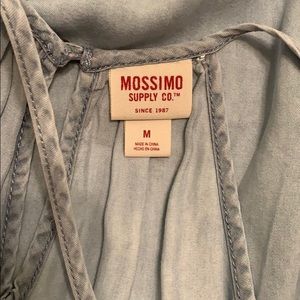 MOSSIMO
SUPPLY CO.™
SINCE 1987
M
MADE IN CHINA
HECHO EN CHINA